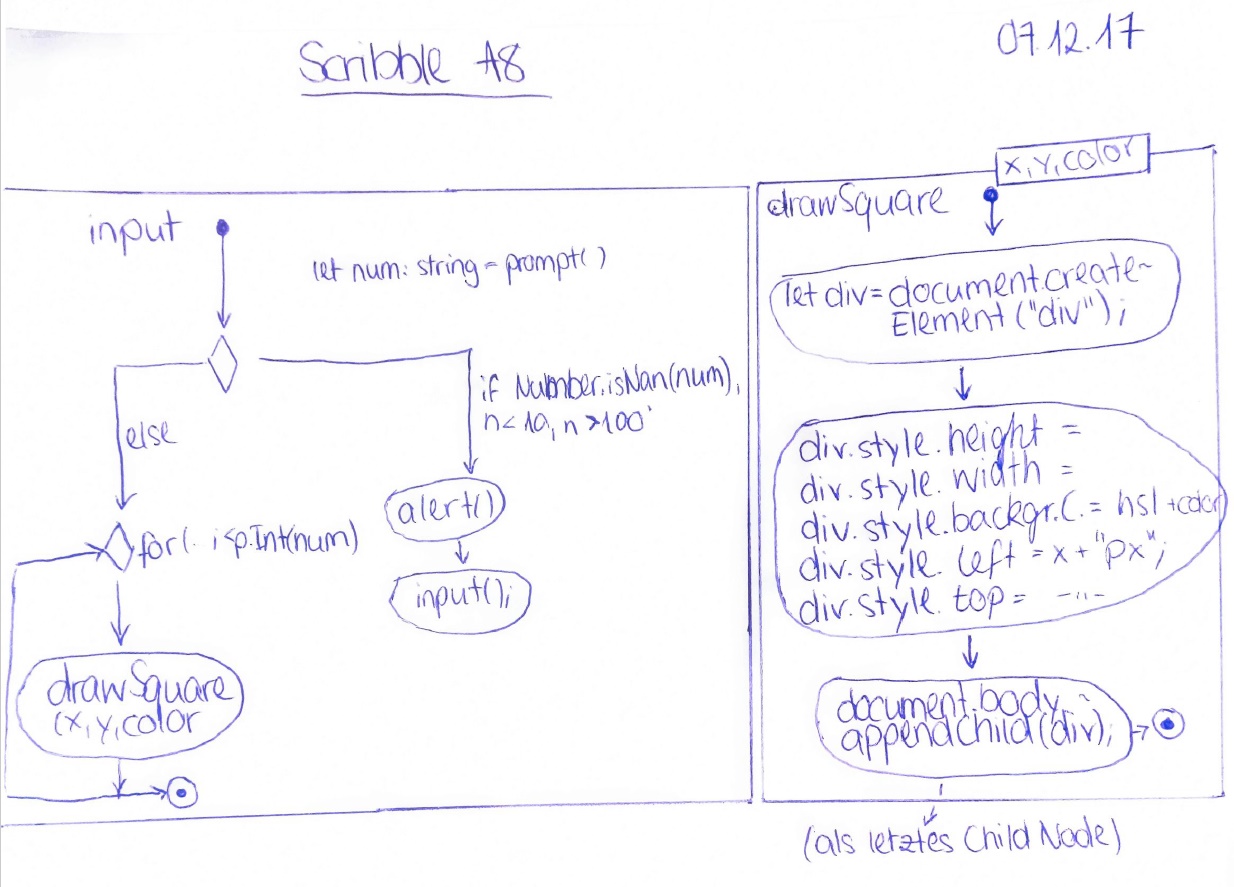 Scribble A8
07.12.17
input
let num: string = prompt()
if Number.isNan(num),
n < 10, n > 100
else
for(. i≤p.Int(num)
alert()
input();
drawSquare
(x,y,color
x,y,color
drawSquare
let div = document.create~
Element ("div");
div.style.height =
div.style.width =
div.style.backgr.C. = hsl+color
div.style.left = x + "px";
div.style.top = -"-
document.body.~
appendChild(div);
(als letztes Child Node)